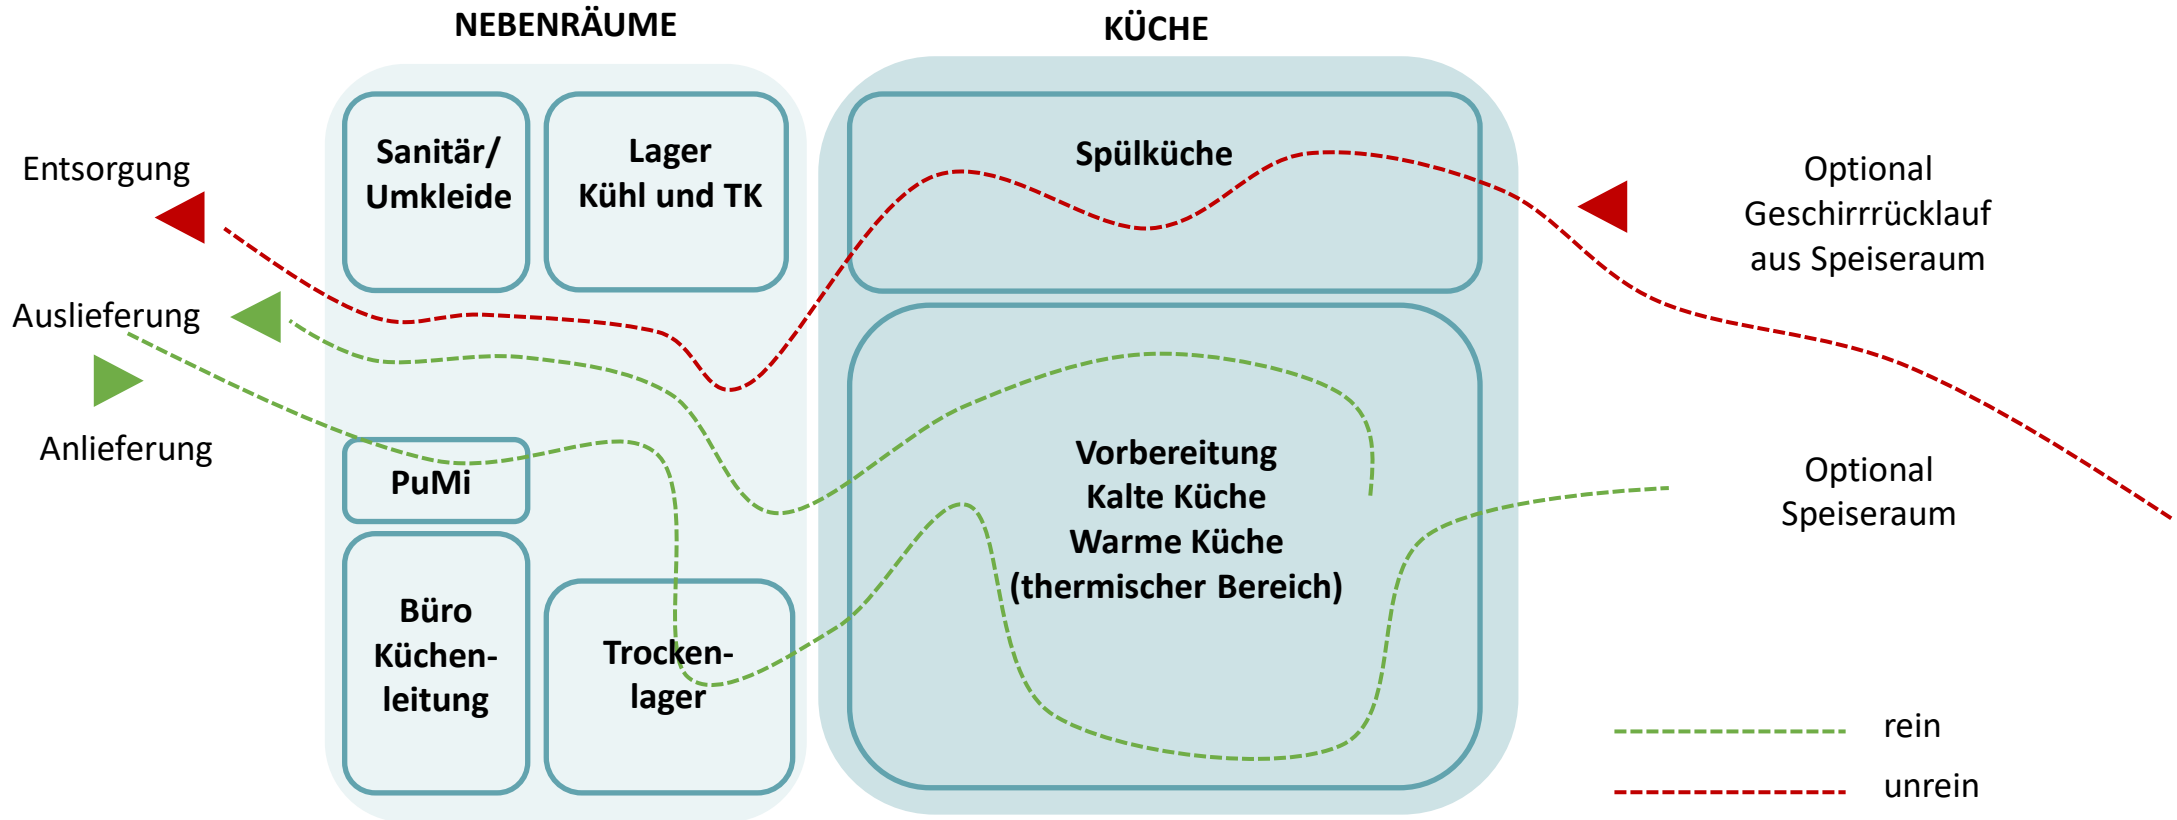 NEBENRÄUME
KÜCHE
Sanitär/
Umkleide
Lager
Kühl und TK
Spülküche
Entsorgung
Optional
Geschirrrücklauf
aus Speiseraum
Auslieferung
Anlieferung
PuMi
Büro
Küchen-
leitung
Trocken-
lager
Vorbereitung
Kalte Küche
Warme Küche
(thermischer Bereich)
Optional
Speiseraum
rein
unrein